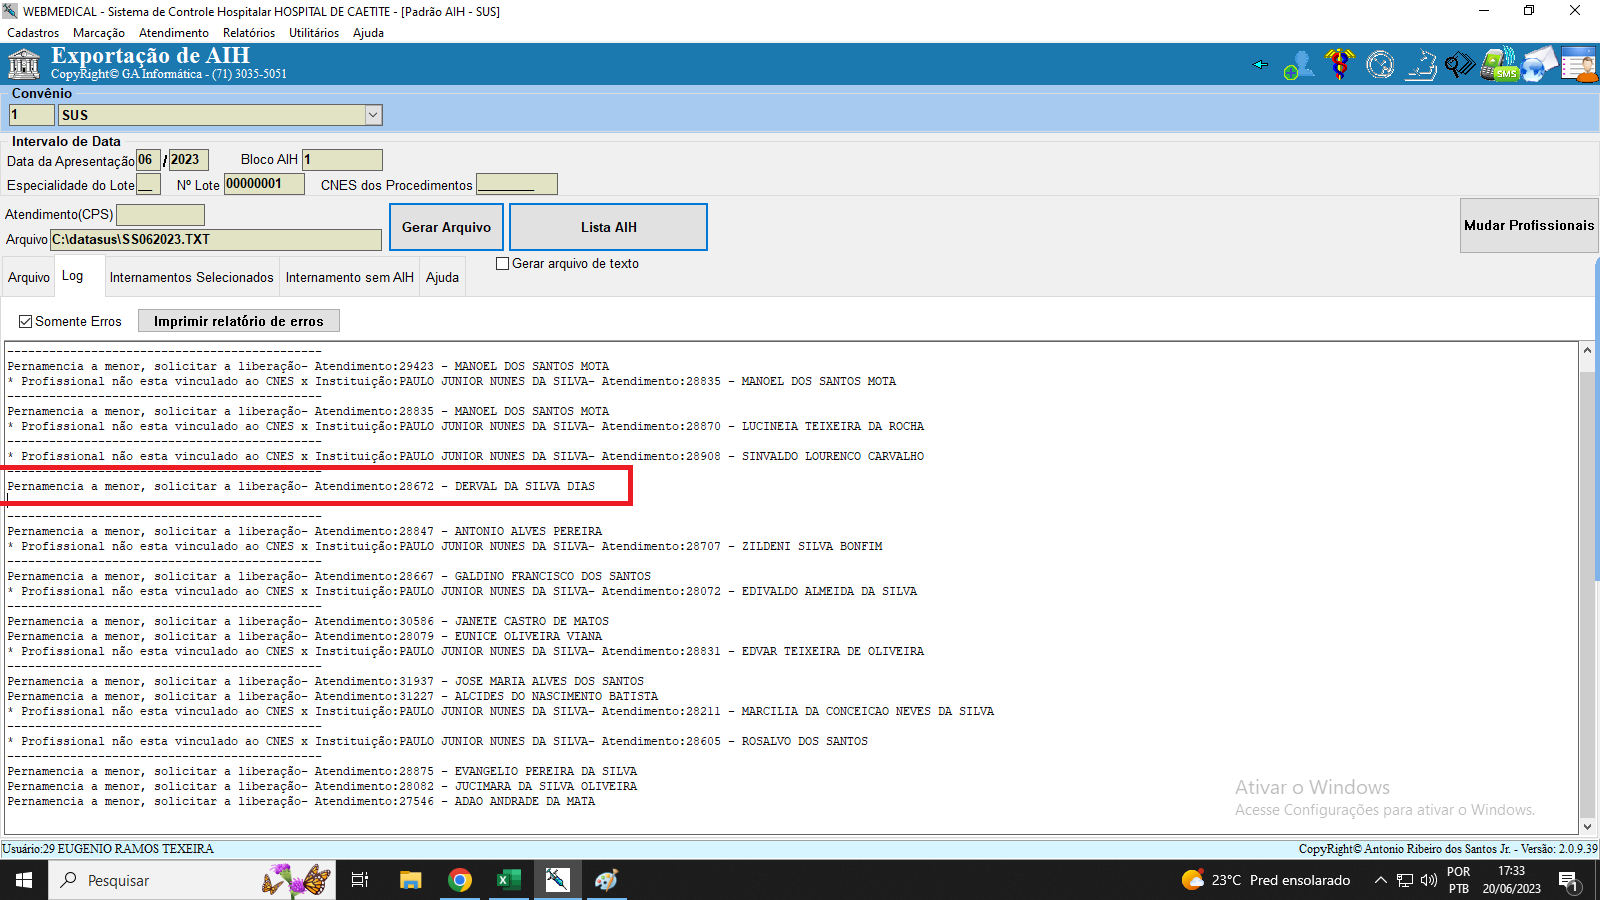 WEBMEDICAL - Sistema de Controle Hospitalar HOSPITAL DE CAETITE - [Padrão AIH - SUS]
Cadastros Marcação Atendimento Relatórios Utilitários Ajuda
Exportação de AIH
CopyRight© GA Informática - (71) 3035-5051
SMS
Convênio
1 SUS
Intervalo de Data
Data da Apresentação 06 / 2023 Bloco AIH 1
Especialidade do Lote __ Nº Lote 00000001 CNES dos Procedimentos _______
Atendimento(CPS)
Arquivo C:\datasus\SS062023.TXT
Gerar Arquivo Lista AIH Mudar Profissionais
Gerar arquivo de texto
Arquivo Log Internamentos Selecionados Internamento sem AIH Ajuda
Somente Erros Imprimir relatório de erros
---------------------------------------------
Pernamencia a menor, solicitar a liberação- Atendimento:29423 - MANOEL DOS SANTOS MOTA
* Profissional não esta vinculado ao CNES x Instituição:PAULO JUNIOR NUNES DA SILVA- Atendimento:28835 - MANOEL DOS SANTOS MOTA
---------------------------------------------
Pernamencia a menor, solicitar a liberação- Atendimento:28835 - MANOEL DOS SANTOS MOTA
* Profissional não esta vinculado ao CNES x Instituição:PAULO JUNIOR NUNES DA SILVA- Atendimento:28870 - LUCINEIA TEIXEIRA DA ROCHA
---------------------------------------------
* Profissional não esta vinculado ao CNES x Instituição:PAULO JUNIOR NUNES DA SILVA- Atendimento:28908 - SINVALDO LOURENCO CARVALHO
---------------------------------------------
Pernamencia a menor, solicitar a liberação- Atendimento:28672 - DERVAL DA SILVA DIAS
---------------------------------------------
Pernamencia a menor, solicitar a liberação- Atendimento:28847 - ANTONIO ALVES PEREIRA
* Profissional não esta vinculado ao CNES x Instituição:PAULO JUNIOR NUNES DA SILVA- Atendimento:28707 - ZILDENI SILVA BONFIM
---------------------------------------------
Pernamencia a menor, solicitar a liberação- Atendimento:28667 - GALDINO FRANCISCO DOS SANTOS
* Profissional não esta vinculado ao CNES x Instituição:PAULO JUNIOR NUNES DA SILVA- Atendimento:28072 - EDIVALDO ALMEIDA DA SILVA
---------------------------------------------
Pernamencia a menor, solicitar a liberação- Atendimento:30586 - JANETE CASTRO DE MATOS
Pernamencia a menor, solicitar a liberação- Atendimento:28079 - EUNICE OLIVEIRA VIANA
* Profissional não esta vinculado ao CNES x Instituição:PAULO JUNIOR NUNES DA SILVA- Atendimento:28831 - EDVAR TEIXEIRA DE OLIVEIRA
---------------------------------------------
Pernamencia a menor, solicitar a liberação- Atendimento:31937 - JOSE MARIA ALVES DOS SANTOS
Pernamencia a menor, solicitar a liberação- Atendimento:31227 - ALCIDES DO NASCIMENTO BATISTA
* Profissional não esta vinculado ao CNES x Instituição:PAULO JUNIOR NUNES DA SILVA- Atendimento:28211 - MARCILIA DA CONCEICAO NEVES DA SILVA
---------------------------------------------
* Profissional não esta vinculado ao CNES x Instituição:PAULO JUNIOR NUNES DA SILVA- Atendimento:28605 - ROSALVO DOS SANTOS
---------------------------------------------
Pernamencia a menor, solicitar a liberação- Atendimento:28875 - EVANGELIO PEREIRA DA SILVA
Pernamencia a menor, solicitar a liberação- Atendimento:28082 - JUCIMARA DA SILVA OLIVEIRA
Pernamencia a menor, solicitar a liberação- Atendimento:27546 - ADAO ANDRADE DA MATA
Ativar o Windows
Acesse Configurações para ativar o Windows.
Usuário:29 EUGENIO RAMOS TEXEIRA CopyRight© Antonio Ribeiro dos Santos Jr. - Versão: 2.0.9.39
Pesquisar 23°C Pred ensolarado POR PTB 17:33 20/06/2023 1